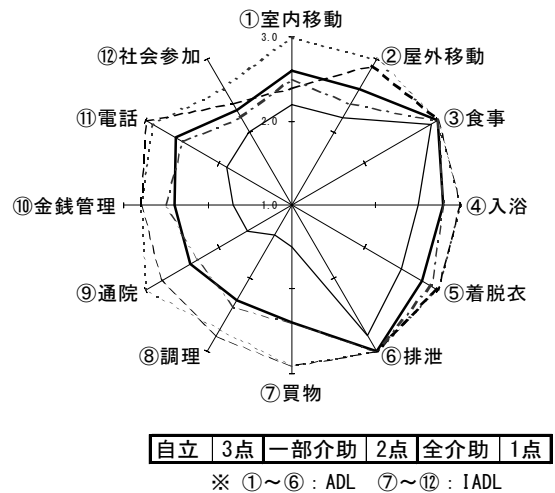 ①室内移動
3.0
⑫社会参加
②屋外移動
⑪電話
2.0
③食事
⑩金銭管理
1.0
④入浴
⑨通院
⑤着脱衣
⑧調理
⑥排泄
⑦買物
自立 3点 一部介助 2点 全介助 1点
※ ①～⑥：ADL ⑦～⑫：IADL